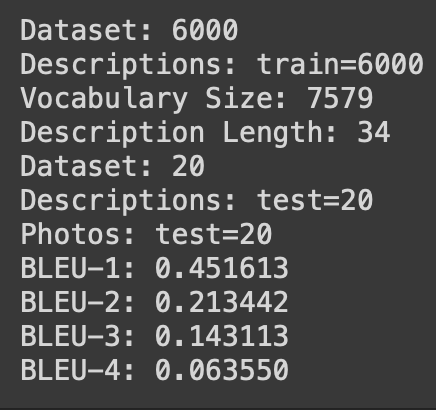 Dataset: 6000
Descriptions: train=6000
Vocabulary Size: 7579
Description Length: 34
Dataset: 20
Descriptions: test=20
Photos: test=20
BLEU-1: 0.451613
BLEU-2: 0.213442
BLEU-3: 0.143113
BLEU-4: 0.063550